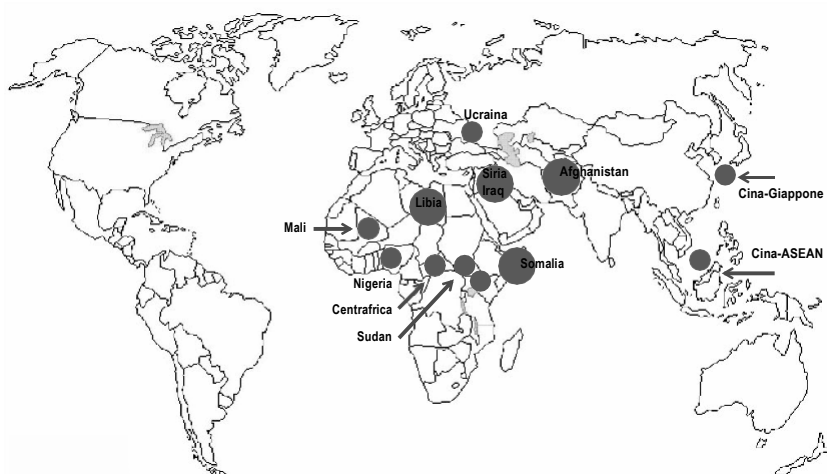 Ucraina
Siria
Iraq
Afghanistan
Cina-Giappone
Libia
Mali
Cina-ASEAN
Somalia
Nigeria
Centrafrica
Sudan